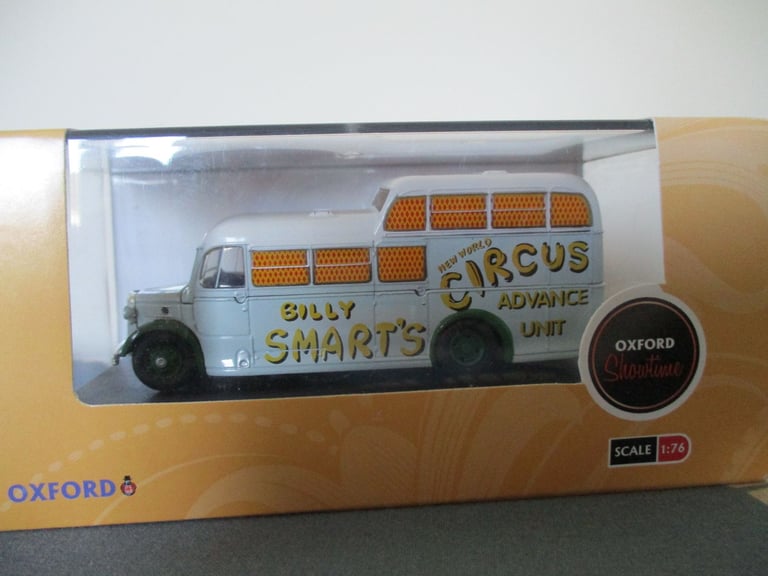 BILLY
SMART'S
NEW WORLD
CIRCUS
ADVANCE
UNIT
OXFORD
Showtime
SCALE 1:76
OXFORD